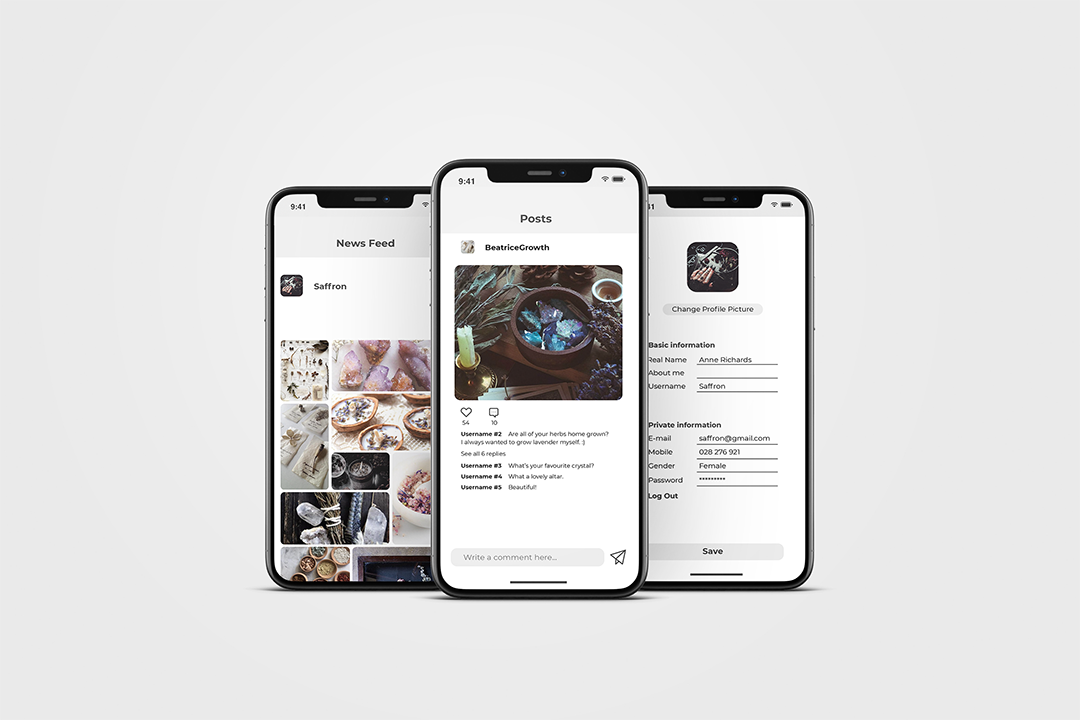 9:41
News Feed
Saffron
9:41
Posts
BeatriceGrowth
54
10
Username #2 Are all of your herbs home grown?
I always wanted to grow lavender myself. :)
See all 6 replies
Username #3 What's your favourite crystal?
Username #4 What a lovely altar.
Username #5 Beautiful!
Write a comment here...
41
Change Profile Picture
Basic information
Real Name Anne Richards
About me
Username Saffron
Private information
E-mail saffron@gmail.com
Mobile 028 276 921
Gender Female
Password *********
Log Out
Save